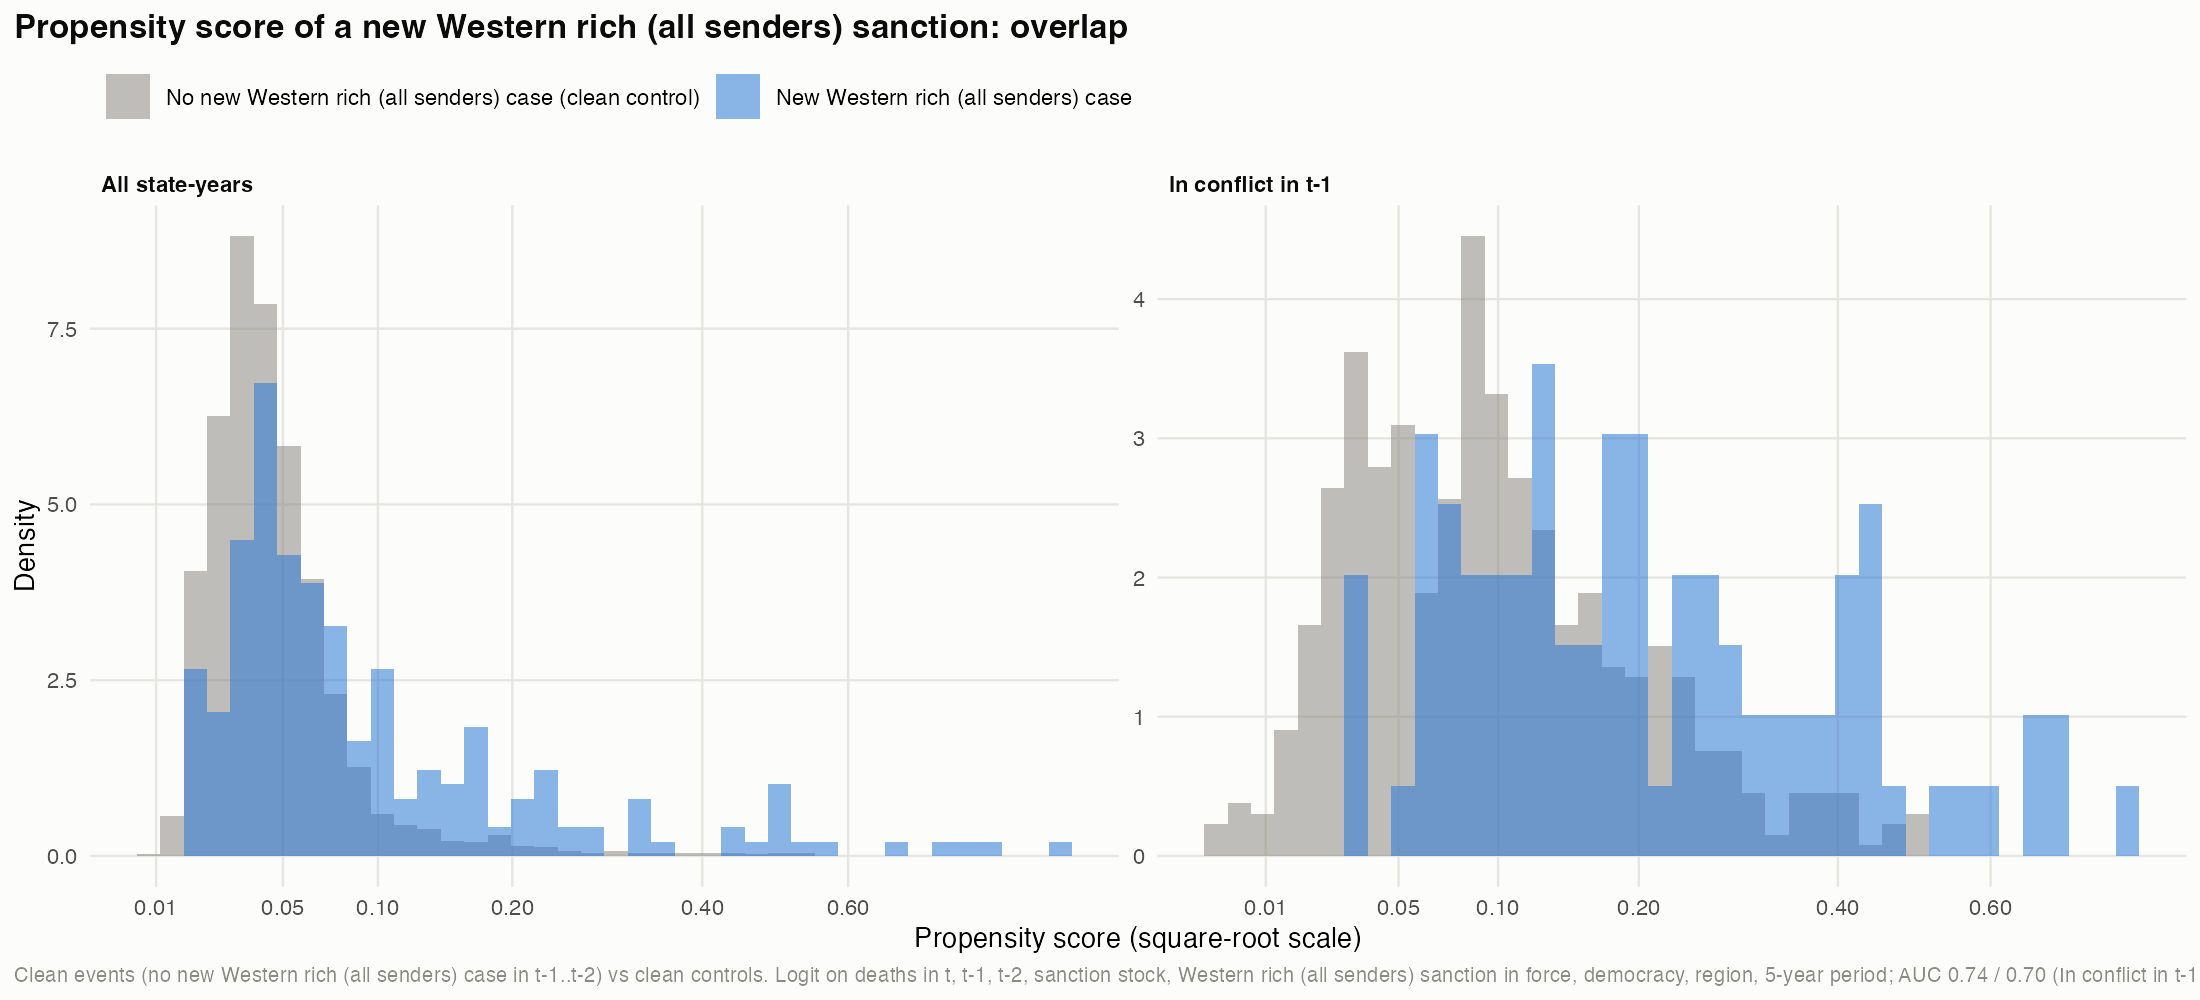 Propensity score of a new Western rich (all senders) sanction: overlap
No new Western rich (all senders) case (clean control)
New Western rich (all senders) case
All state-years
In conflict in t-1
Density
7.5
5.0
2.5
0.0
4
3
2
1
0
0.01 0.05 0.10 0.20 0.40 0.60
0.01 0.05 0.10 0.20 0.40 0.60
Propensity score (square-root scale)
Clean events (no new Western rich (all senders) case in t-1..t-2) vs clean controls. Logit on deaths in t, t-1, t-2, sanction stock, Western rich (all senders) sanction in force, democracy, region, 5-year period; AUC 0.74 / 0.70 (In conflict in t-1